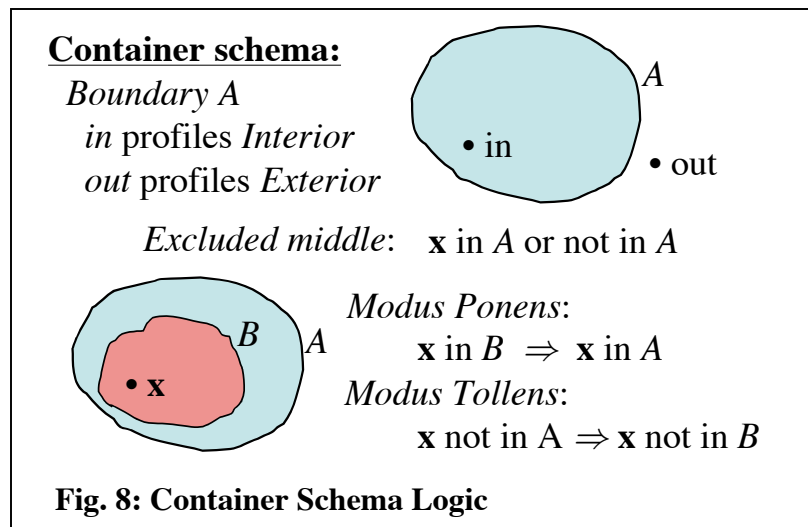 Container schema:
Boundary A
in profiles Interior
out profiles Exterior
A
• in
• out
Excluded middle: x in A or not in A
B
A
• x
Modus Ponens:
x in B ⇒ x in A
Modus Tollens:
x not in A ⇒ x not in B
Fig. 8: Container Schema Logic